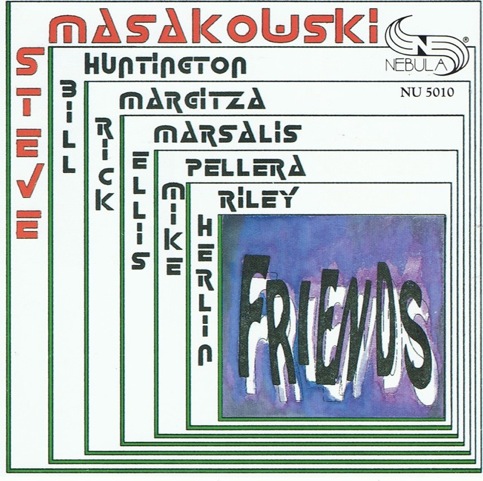 STEVE MASAKOWSKI
BILL HUNTINGTON
RICK MARGITZA
ELLIS MARSALIS
MIKE PELLERA
HERLIN RILEY
FRIENDS
N ®
NEBULA
NU 5010